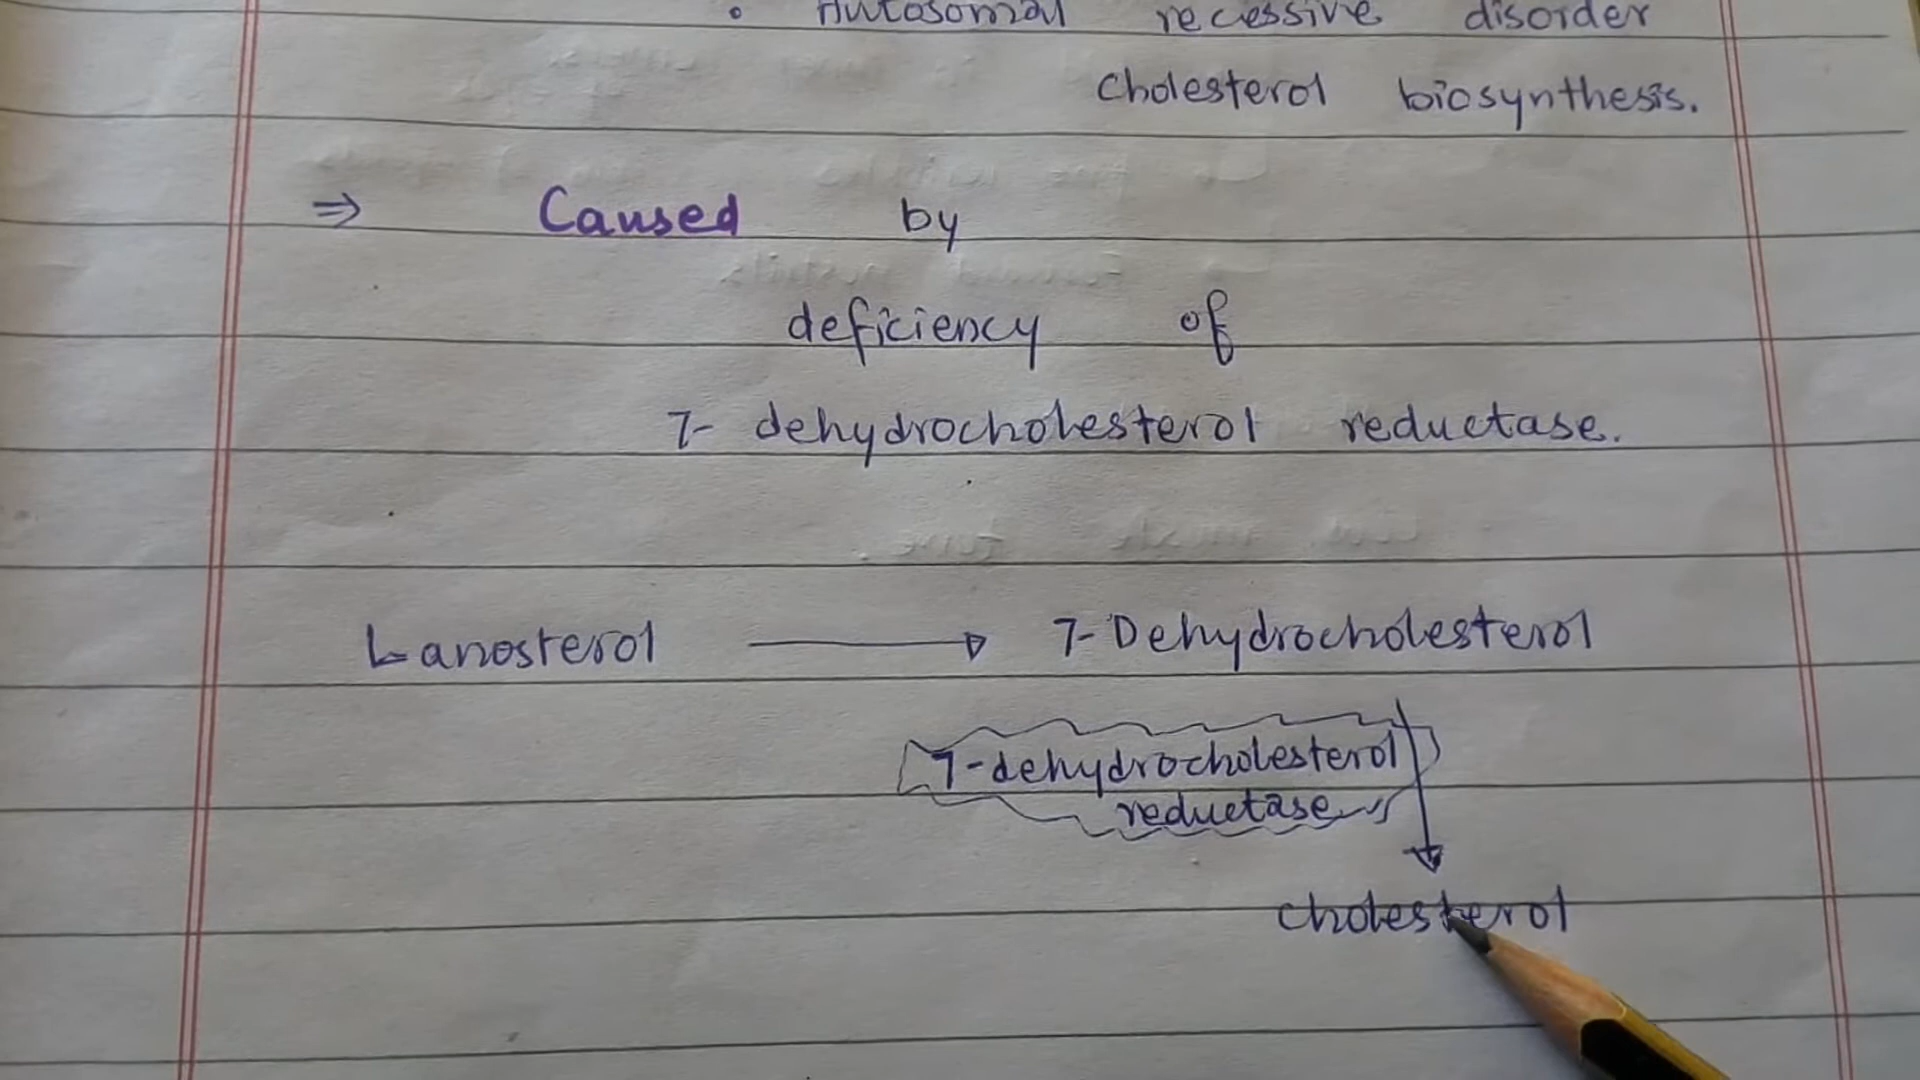 • Autosomal recessive disorder
cholesterol biosynthesis.
⇒ Caused by
deficiency of
7- dehydrocholesterol reductase.
Lanosterol → 7-Dehydrocholesterol
7-dehydrocholesterol
reductase
cholesterol